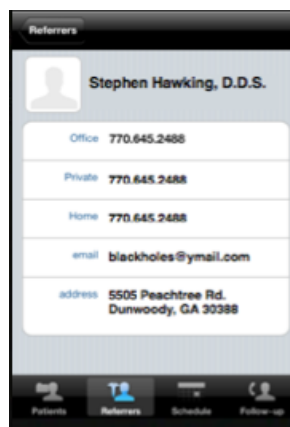 Referrers
Stephen Hawking, D.D.S.
Office 770.645.2488
Private 770.645.2488
Home 770.645.2488
email blackholes@ymail.com
address 5505 Peachtree Rd.
Dunwoody, GA 30388
Patients Referrers Schedule Follow-up